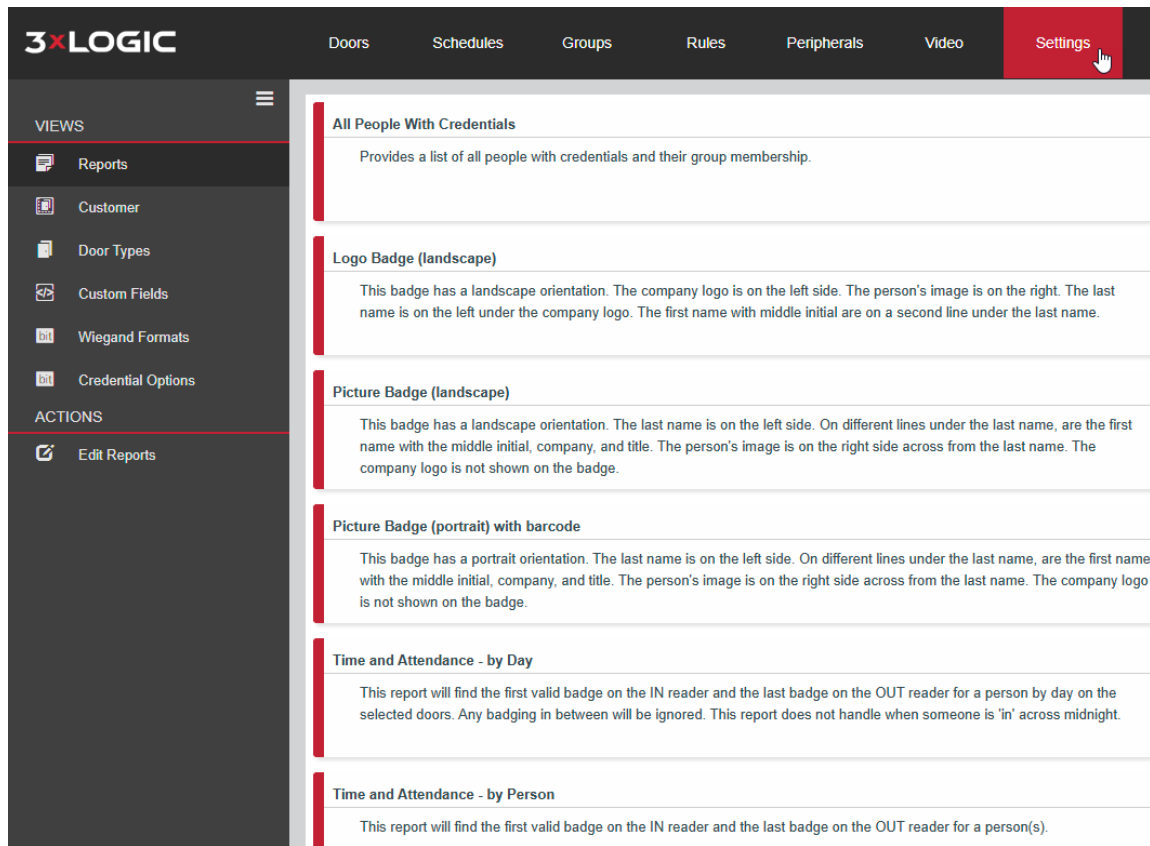 3xLOGIC
Doors Schedules Groups Rules Peripherals Video Settings
VIEWS
Reports
Customer
Door Types
Custom Fields
bit Wiegand Formats
bit Credential Options
ACTIONS
Edit Reports
All People With Credentials
Provides a list of all people with credentials and their group membership.
Logo Badge (landscape)
This badge has a landscape orientation. The company logo is on the left side. The person's image is on the right. The last
name is on the left under the company logo. The first name with middle initial are on a second line under the last name.
Picture Badge (landscape)
This badge has a landscape orientation. The last name is on the left side. On different lines under the last name, are the first
name with the middle initial, company, and title. The person's image is on the right side across from the last name. The
company logo is not shown on the badge.
Picture Badge (portrait) with barcode
This badge has a portrait orientation. The last name is on the left side. On different lines under the last name, are the first name
with the middle initial, company, and title. The person's image is on the right side across from the last name. The company logo
is not shown on the badge.
Time and Attendance - by Day
This report will find the first valid badge on the IN reader and the last badge on the OUT reader for a person by day on the
selected doors. Any badging in between will be ignored. This report does not handle when someone is 'in' across midnight.
Time and Attendance - by Person
This report will find the first valid badge on the IN reader and the last badge on the OUT reader for a person(s).